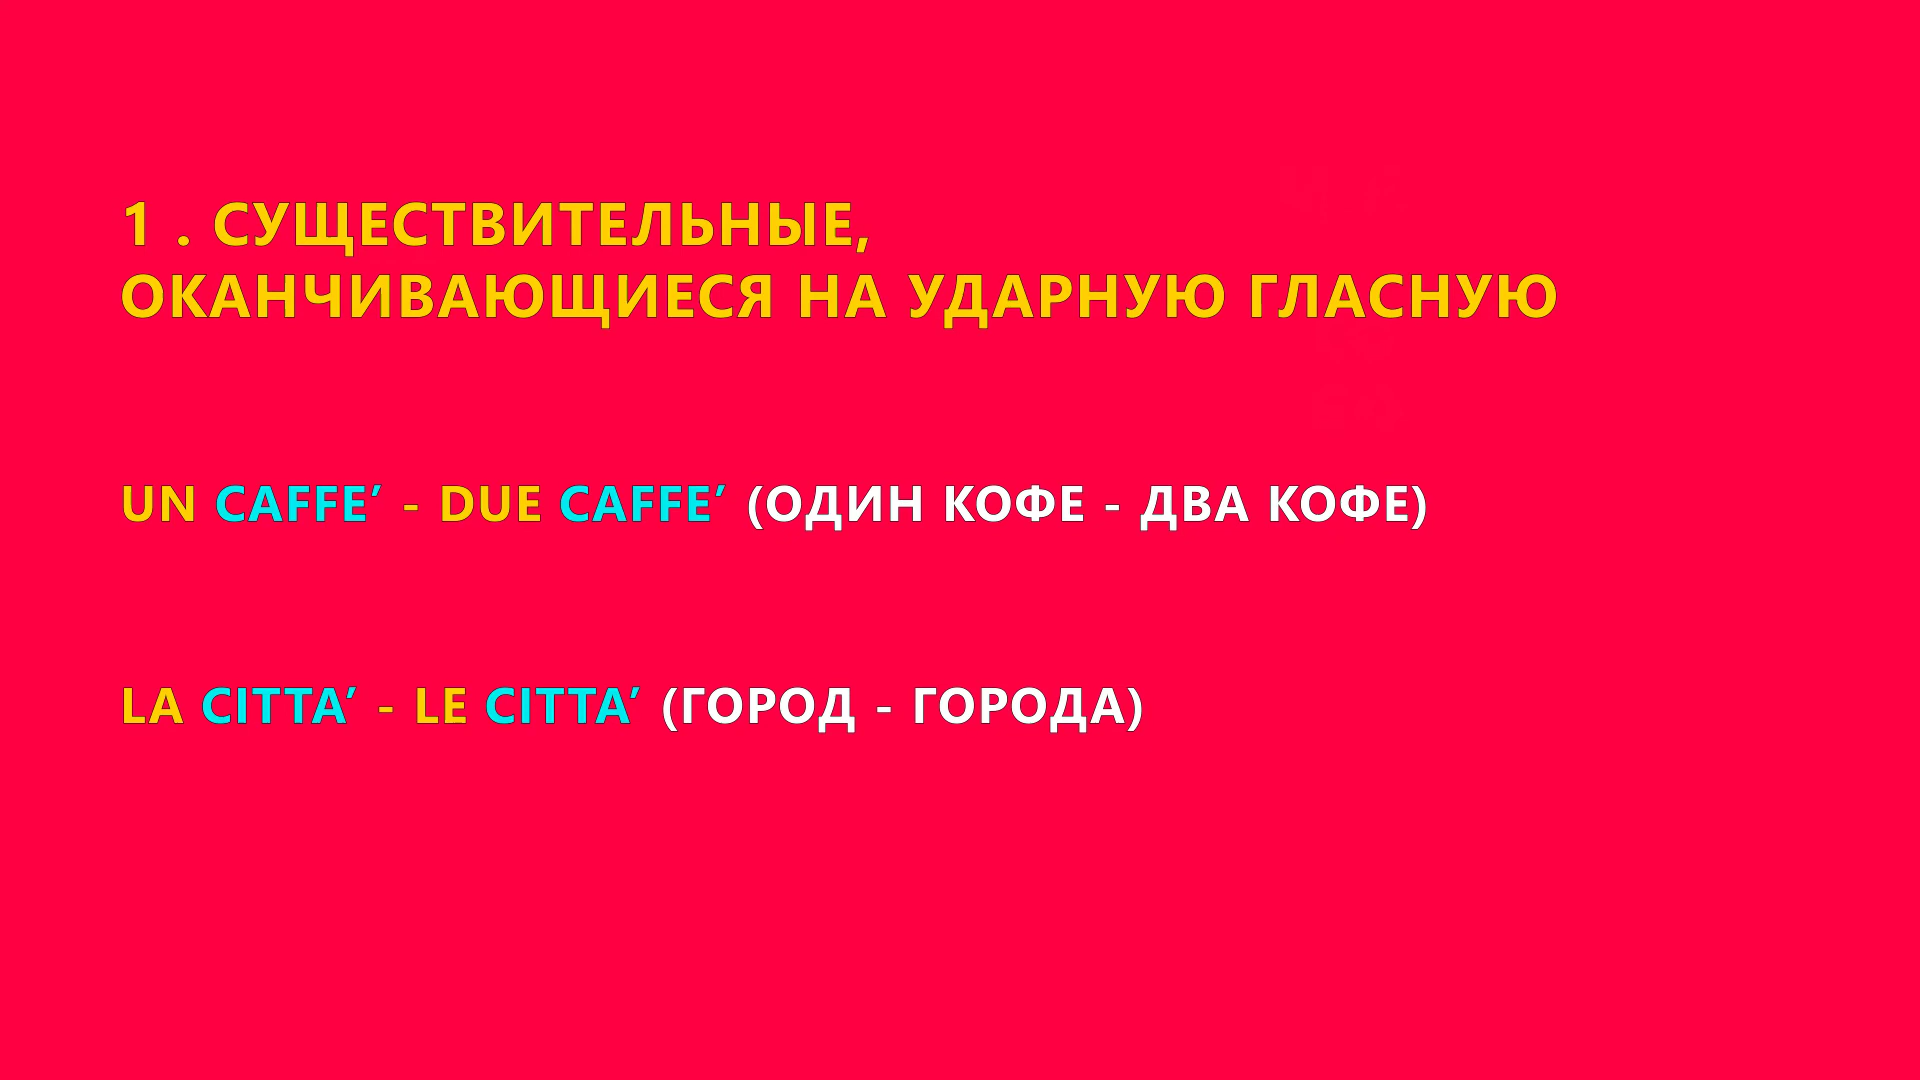 1 . СУЩЕСТВИТЕЛЬНЫЕ,
ОКАНЧИВАЮЩИЕСЯ НА УДАРНУЮ ГЛАСНУЮ
UN CAFFE’ - DUE CAFFE’ (ОДИН КОФЕ - ДВА КОФЕ)
LA CITTA’ - LE CITTA’ (ГОРОД - ГОРОДА)